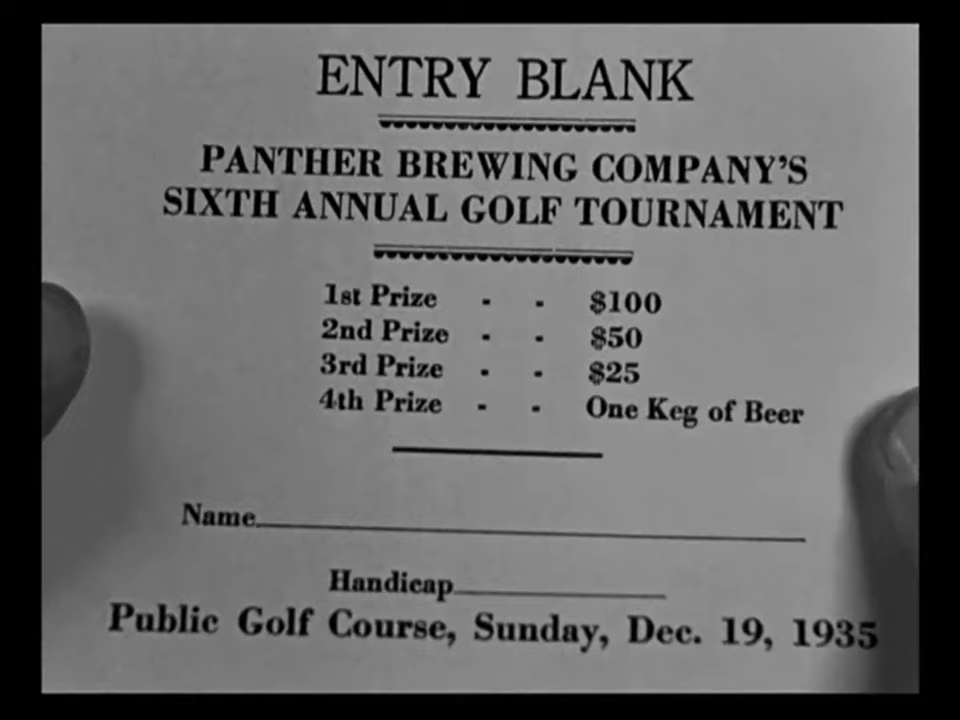 ENTRY BLANK
PANTHER BREWING COMPANY'S
SIXTH ANNUAL GOLF TOURNAMENT
1st Prize - - $100
2nd Prize - - $50
3rd Prize - - $25
4th Prize - - One Keg of Beer
Name
Handicap
Public Golf Course, Sunday, Dec. 19, 1935